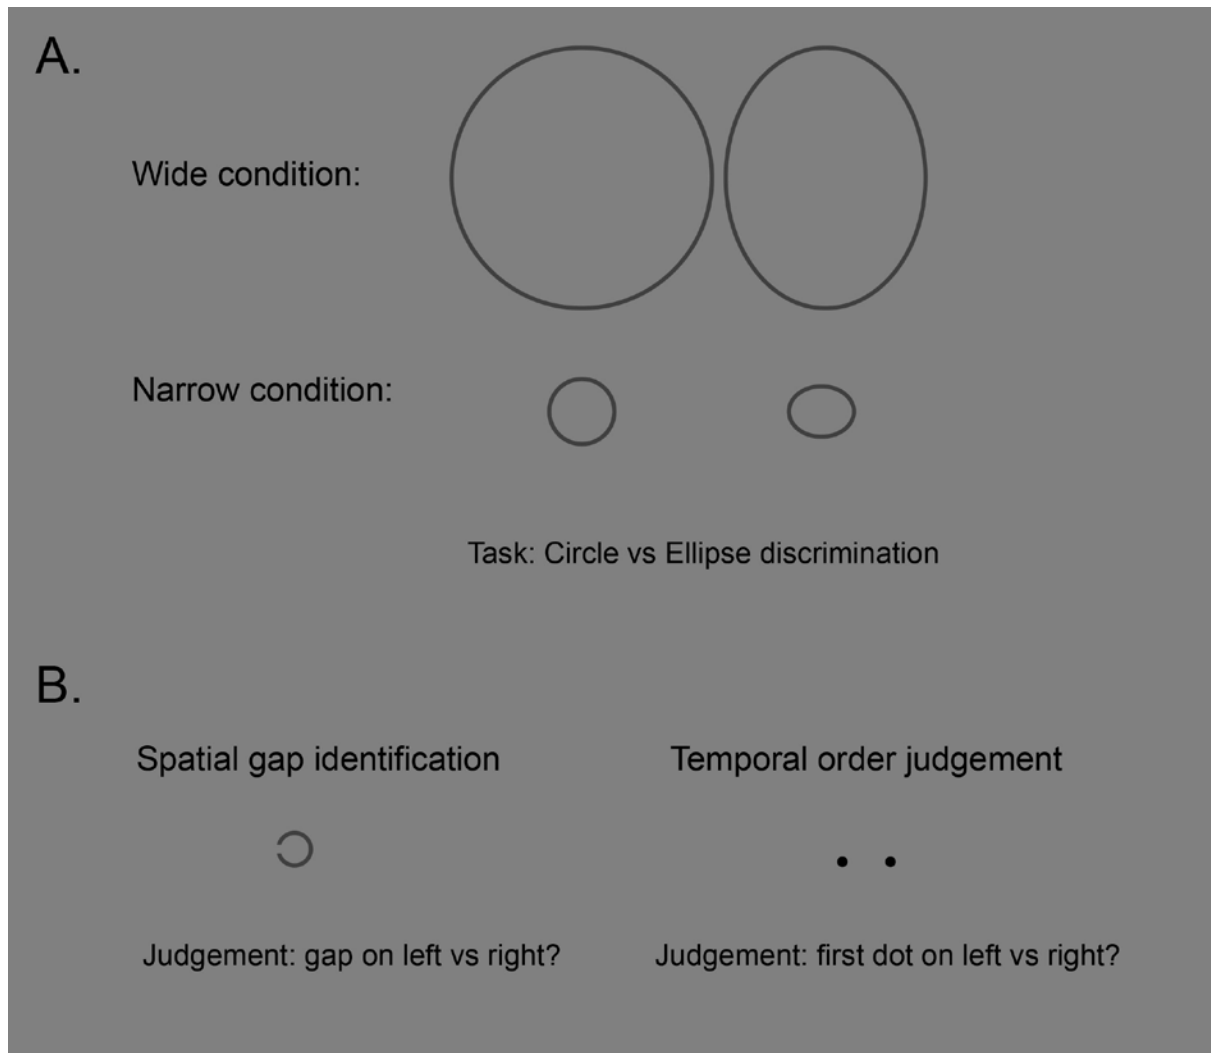 A.
Wide condition:
Narrow condition:
Task: Circle vs Ellipse discrimination
B.
Spatial gap identification
Temporal order judgement
Judgement: gap on left vs right?
Judgement: first dot on left vs right?